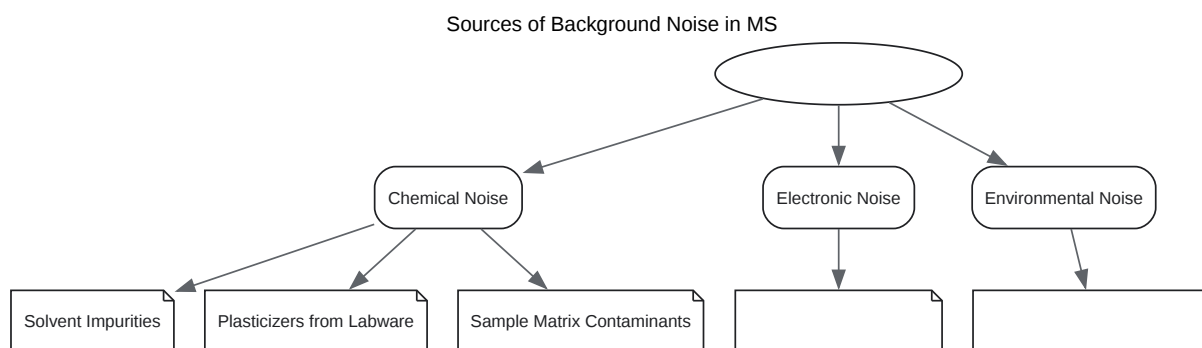 Sources of Background Noise in MS
Chemical Noise
Electronic Noise
Environmental Noise
Solvent Impurities
Plasticizers from Labware
Sample Matrix Contaminants